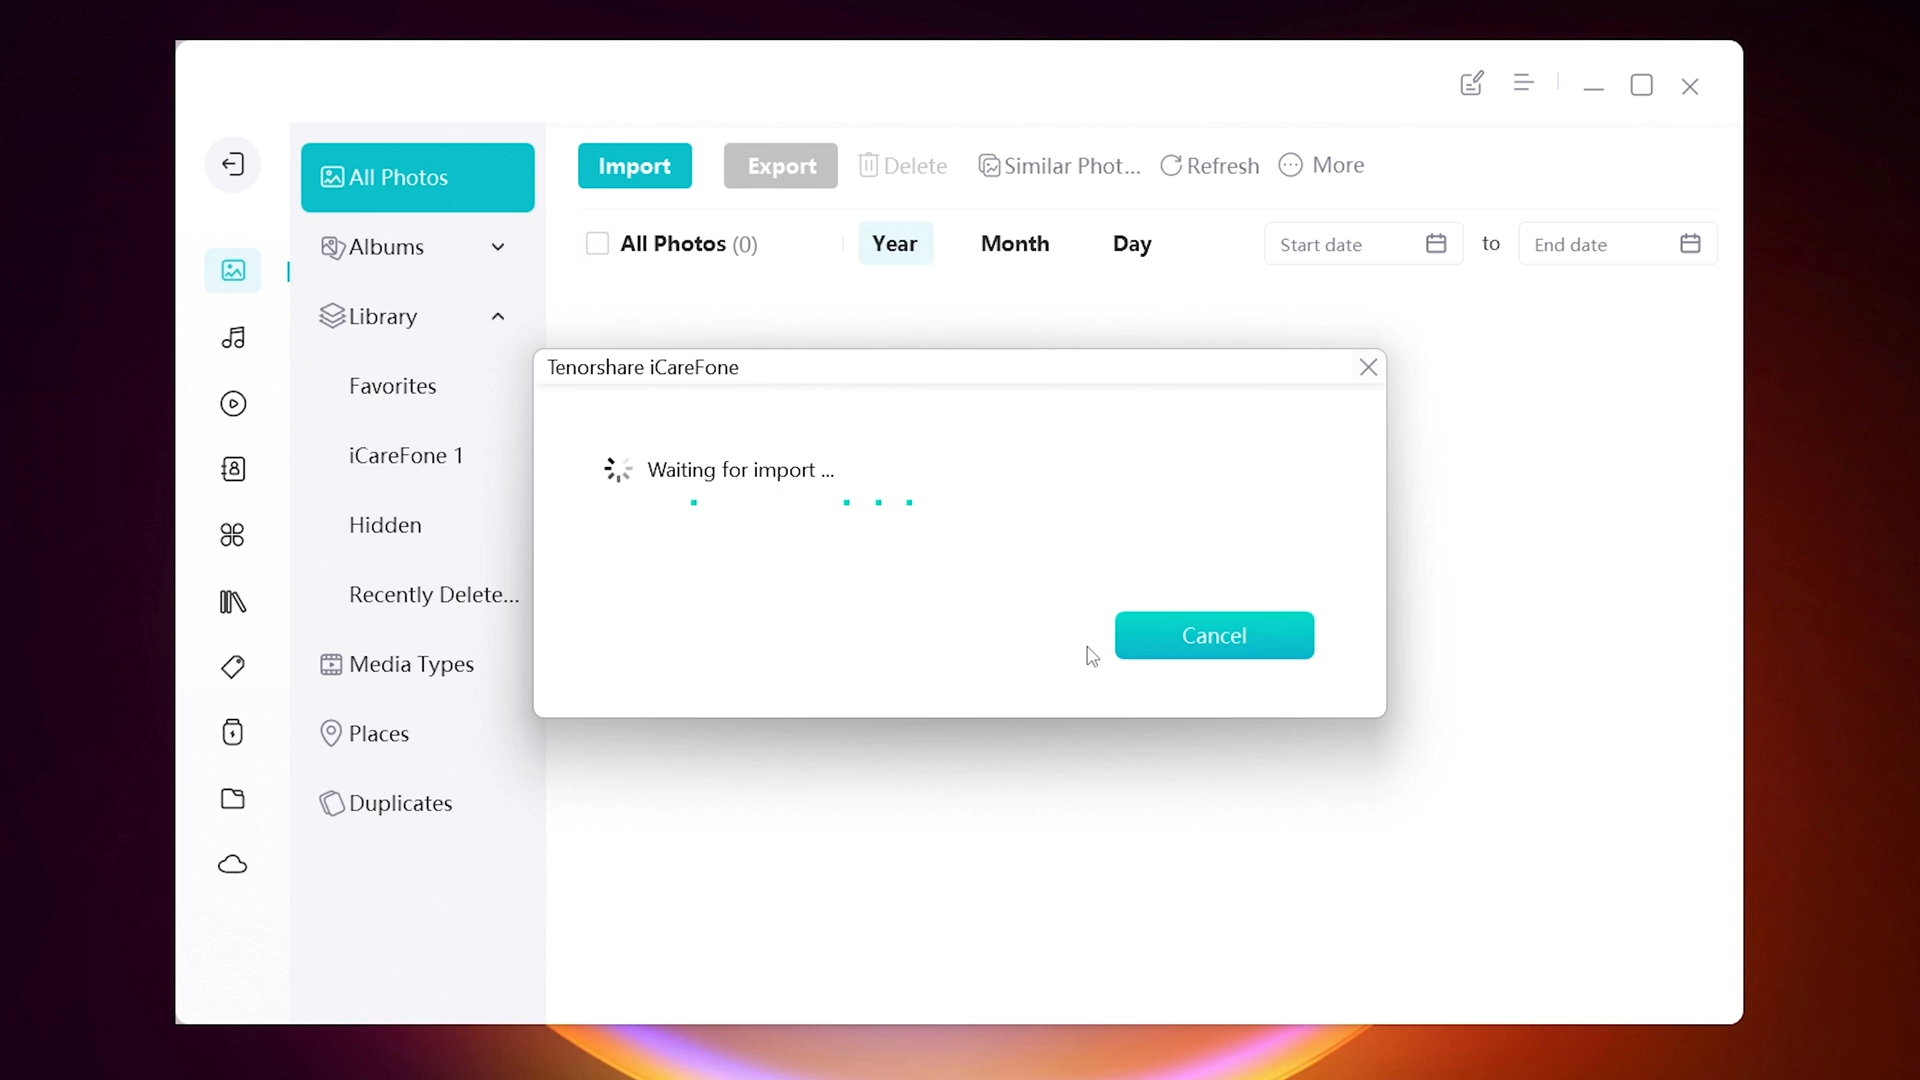 All Photos
Albums
Library
Favorites
iCareFone 1
Hidden
Recently Delete...
Media Types
Places
Duplicates
Import Export Delete Similar Phot... Refresh More
All Photos (0) Year Month Day Start date to End date
Tenorshare iCareFone
Waiting for import ...
Cancel